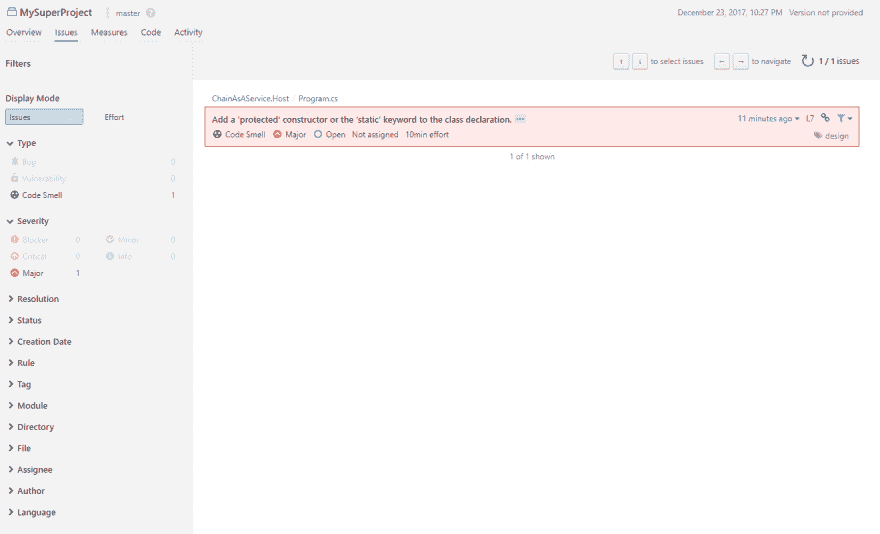 MySuperProject master ? December 23, 2017, 10:27 PM Version not provided
Overview Issues Measures Code Activity
Filters
↑ ↓ to select issues ← → to navigate 1 / 1 issues
Display Mode
Issues Effort
Type
Bug 0
Vulnerability 0
Code Smell 1
Severity
Blocker 0 Minor 0
Critical 0 Info 0
Major 1
Resolution
Status
Creation Date
Rule
Tag
Module
Directory
File
Assignee
Author
Language
ChainAsAService.Host / Program.cs
Add a 'protected' constructor or the 'static' keyword to the class declaration. ••• 11 minutes ago L7
Code Smell Major Open Not assigned 10min effort design
1 of 1 shown